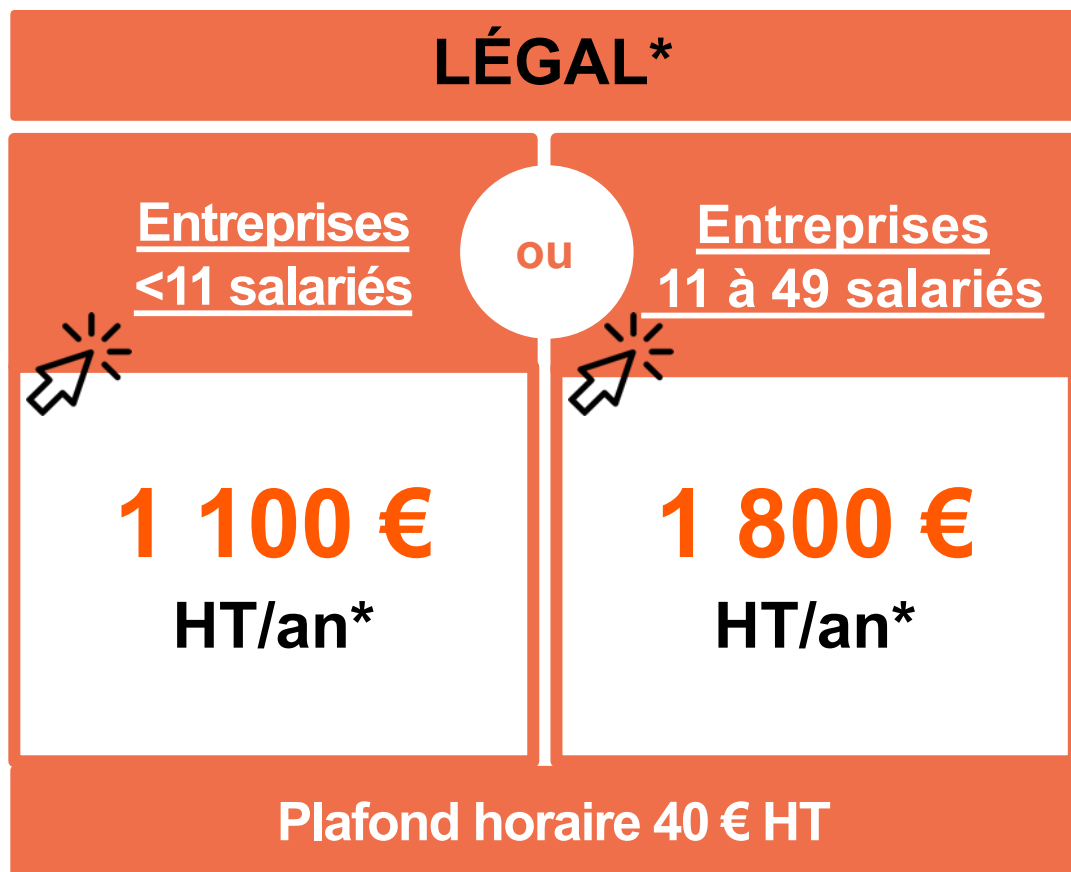 LÉGAL*
Entreprises
<11 salariés
ou
Entreprises
11 à 49 salariés
1 100 €
HT/an*
1 800 €
HT/an*
Plafond horaire 40 € HT